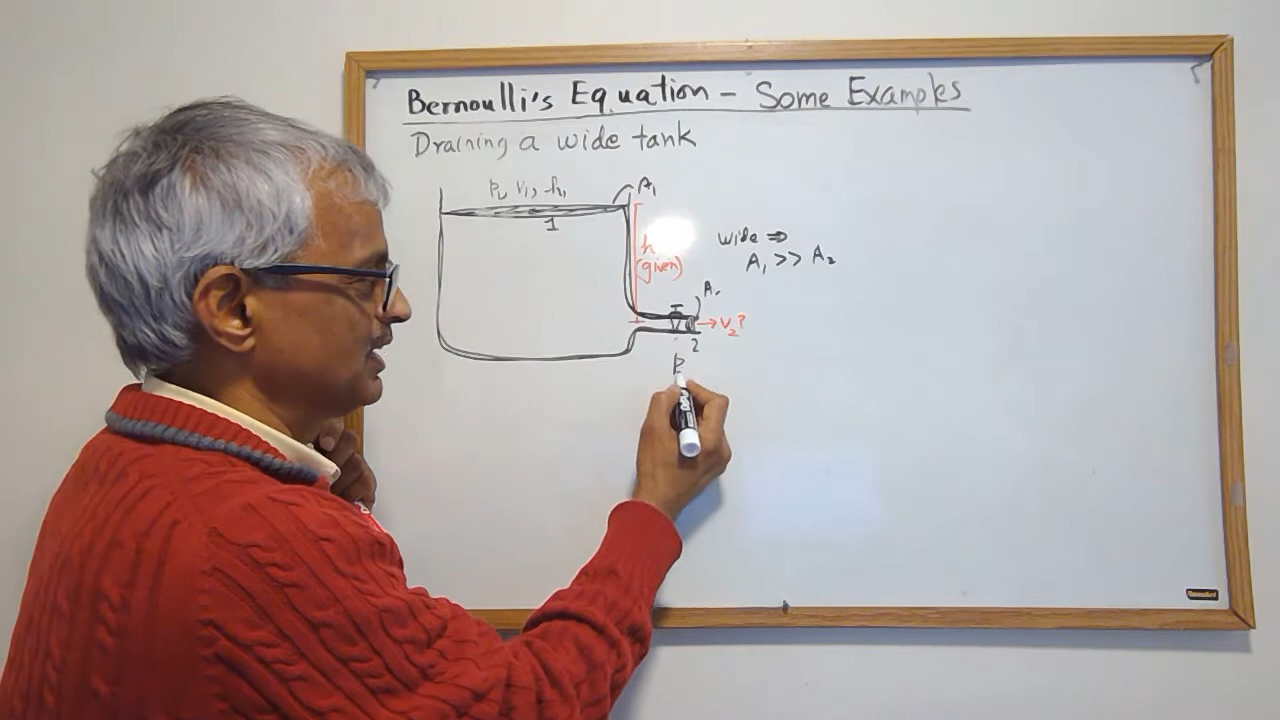 Bernoulli's Equation - Some Examples
Draining a wide tank
p₁, v₁, h₁
A₁
1
h
(given)
wide ⇒
A₁ >> A₂
A₂
→ v₂?
2
p